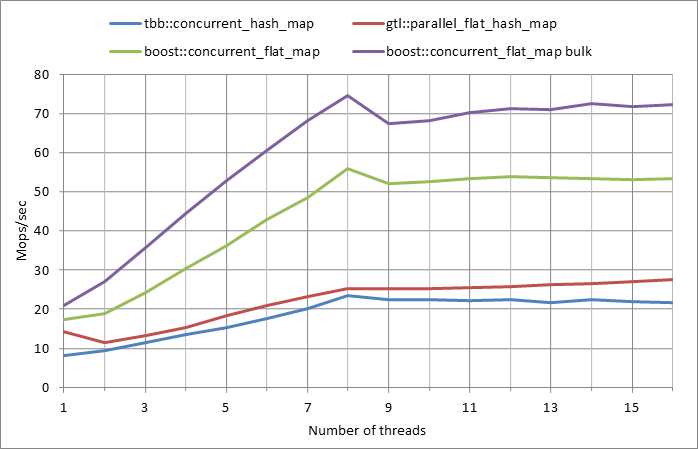 tbb::concurrent_hash_map gtl::parallel_flat_hash_map
boost::concurrent_flat_map boost::concurrent_flat_map bulk
80
70
60
50
40
30
20
10
0
Mops/sec
1 3 5 7 9 11 13 15
Number of threads